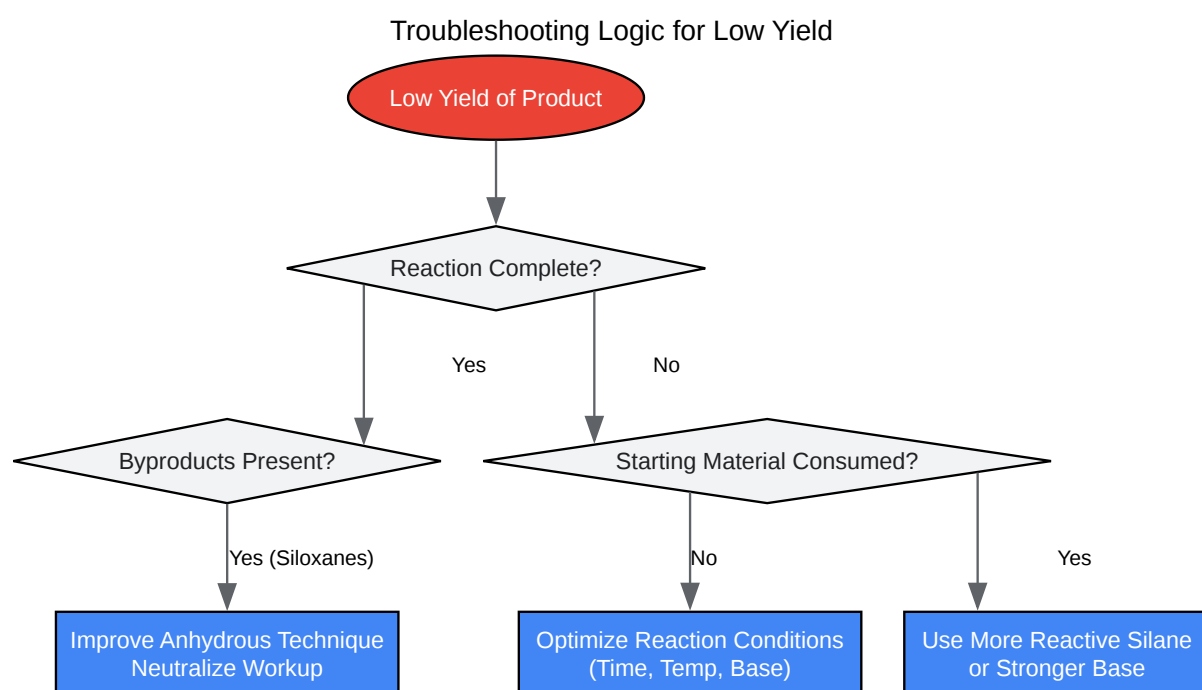 Troubleshooting Logic for Low Yield
Low Yield of Product
Reaction Complete?
Yes
No
Byproducts Present?
Starting Material Consumed?
Yes (Siloxanes)
No
Yes
Improve Anhydrous Technique
Neutralize Workup
Optimize Reaction Conditions
(Time, Temp, Base)
Use More Reactive Silane
or Stronger Base